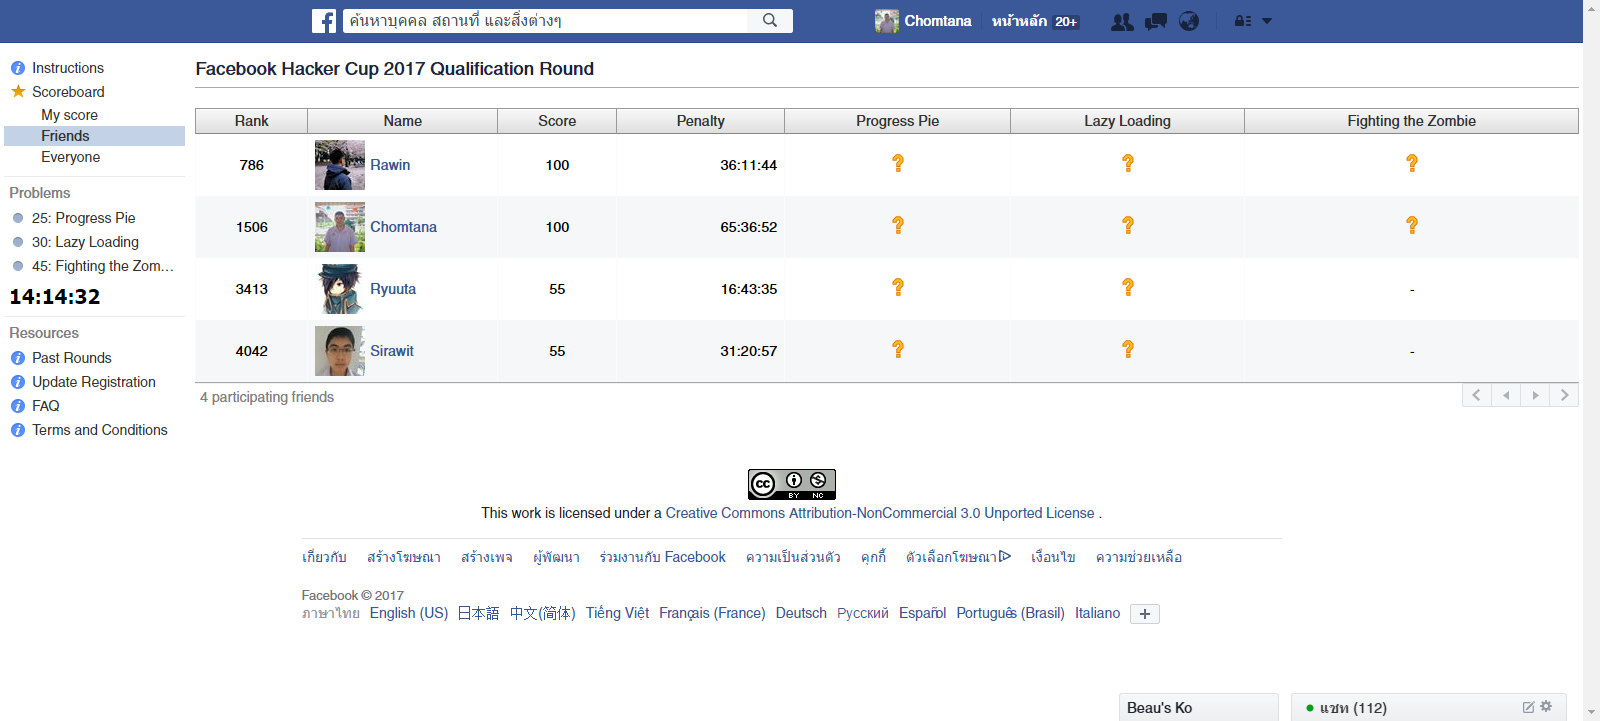 ค้นหาบุคคล สถานที่ และสิ่งต่างๆ
Chomtana
หน้าหลัก 20+
Instructions
Scoreboard
My score
Friends
Everyone
Problems
25: Progress Pie
30: Lazy Loading
45: Fighting the Zom...
14:14:32
Resources
Past Rounds
Update Registration
FAQ
Terms and Conditions
Facebook Hacker Cup 2017 Qualification Round
Rank Name Score Penalty Progress Pie Lazy Loading Fighting the Zombie
786 Rawin 100 36:11:44 ? ? ?
1506 Chomtana 100 65:36:52 ? ? ?
3413 Ryuuta 55 16:43:35 ? ? -
4042 Sirawit 55 31:20:57 ? ? -
4 participating friends
cc BY NC
This work is licensed under a Creative Commons Attribution-NonCommercial 3.0 Unported License .
เกี่ยวกับ สร้างโฆษณา สร้างเพจ ผู้พัฒนา ร่วมงานกับ Facebook ความเป็นส่วนตัว คุกกี้ ตัวเลือกโฆษณา เงื่อนไข ความช่วยเหลือ
Facebook © 2017
ภาษาไทย English (US) 日本語 中文(简体) Tiếng Việt Français (France) Deutsch Русский Español Português (Brasil) Italiano +
Beau's Ko
แชท (112)